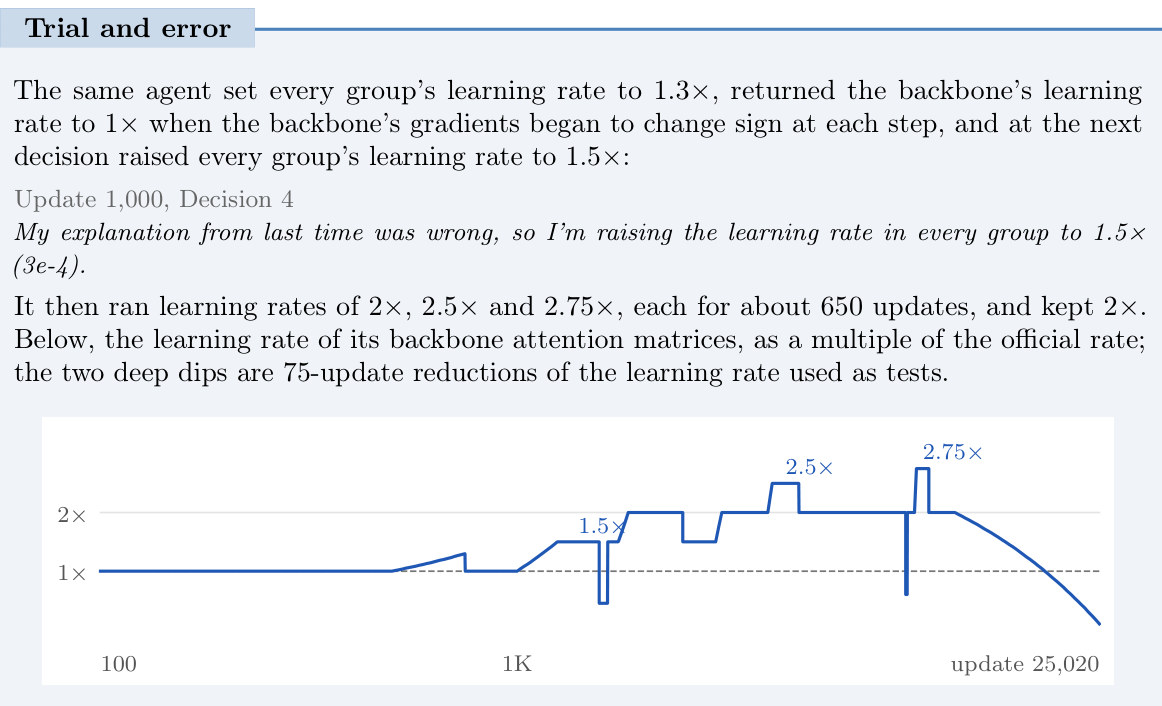 Trial and error
The same agent set every group’s learning rate to 1.3×, returned the backbone’s learning
rate to 1× when the backbone’s gradients began to change sign at each step, and at the next
decision raised every group’s learning rate to 1.5×:
Update 1,000, Decision 4
My explanation from last time was wrong, so I’m raising the learning rate in every group to 1.5×
(3e-4).
It then ran learning rates of 2×, 2.5× and 2.75×, each for about 650 updates, and kept 2×.
Below, the learning rate of its backbone attention matrices, as a multiple of the official rate;
the two deep dips are 75-update reductions of the learning rate used as tests.
2.75×
2.5×
2×
1.5×
1×
100
1K
update 25,020